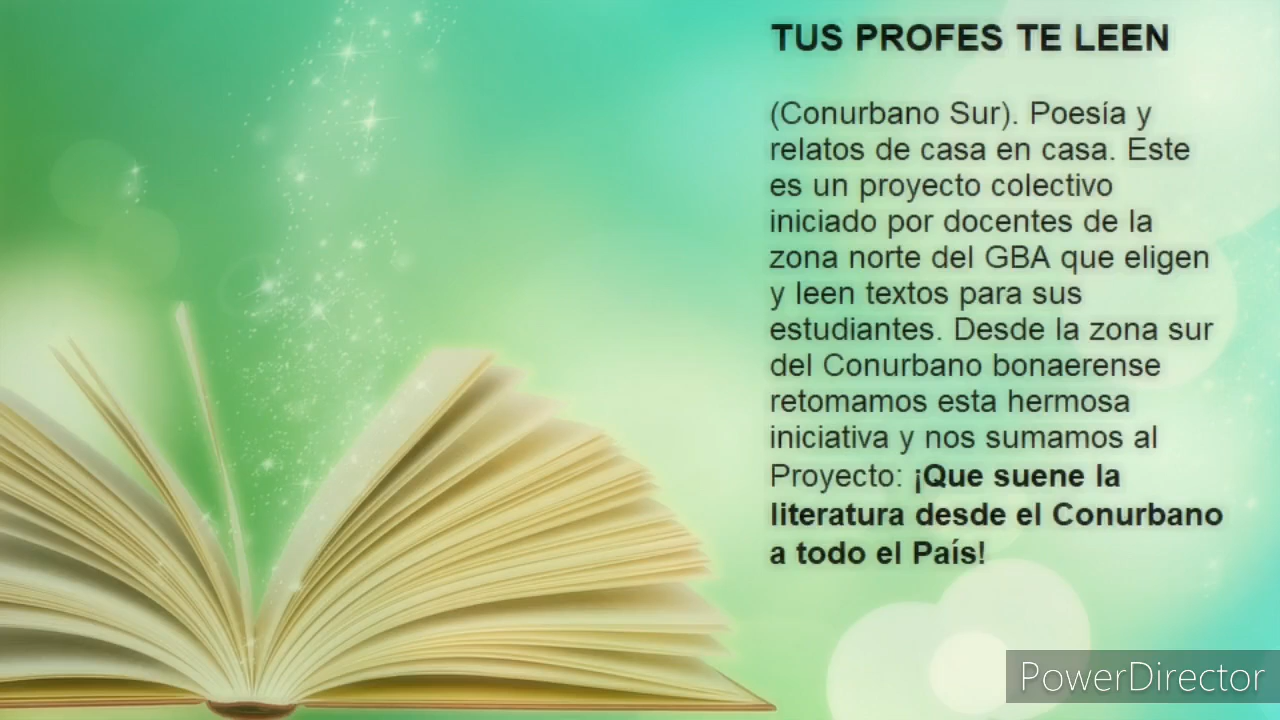 TUS PROFES TE LEEN
(Conurbano Sur). Poesía y
relatos de casa en casa. Este
es un proyecto colectivo
iniciado por docentes de la
zona norte del GBA que eligen
y leen textos para sus
estudiantes. Desde la zona sur
del Conurbano bonaerense
retomamos esta hermosa
iniciativa y nos sumamos al
Proyecto: ¡Que suene la
literatura desde el Conurbano
a todo el País!
PowerDirector